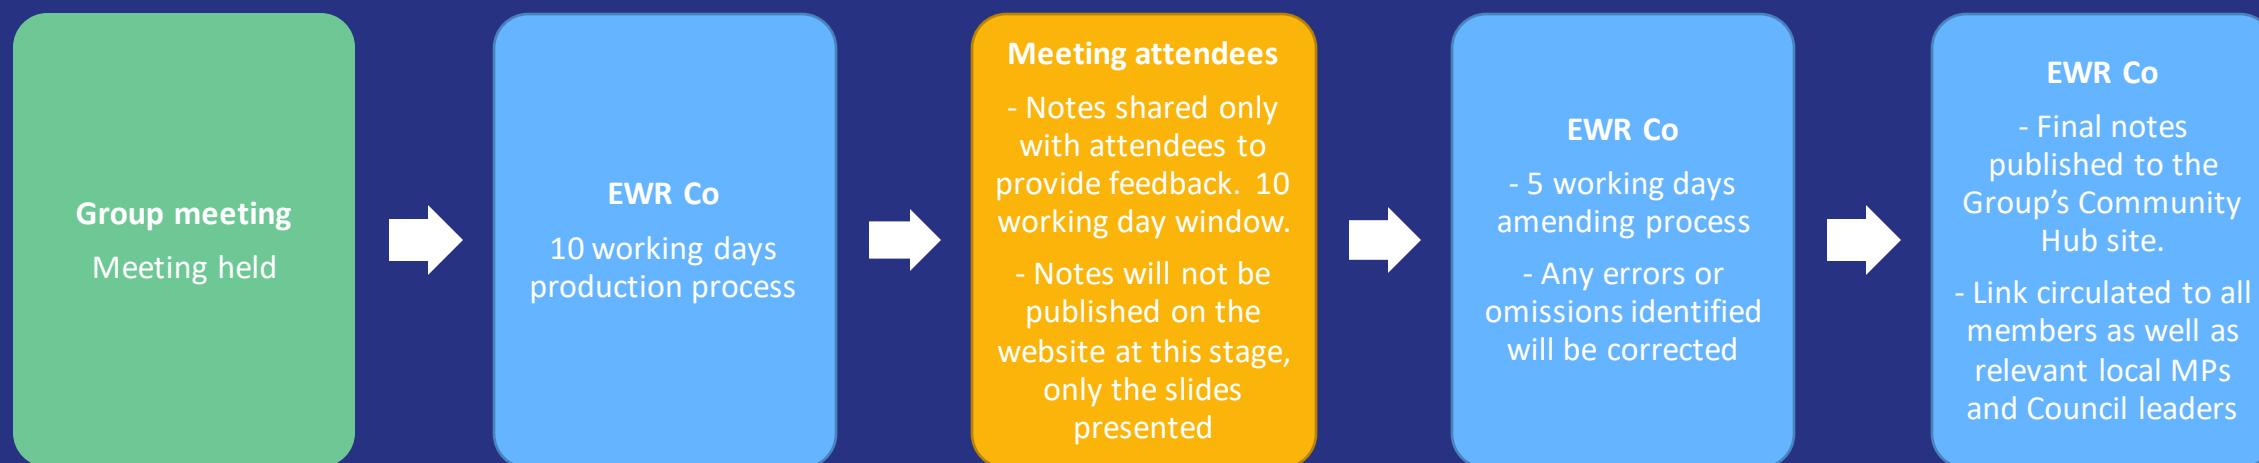 Group meeting
Meeting held
EWR Co
10 working days
production process
Meeting attendees
- Notes shared only
with attendees to
provide feedback. 10
working day window.
- Notes will not be
published on the
website at this stage,
only the slides
presented
EWR Co
- 5 working days
amending process
- Any errors or
omissions identified
will be corrected
EWR Co
- Final notes
published to the
Group’s Community
Hub site.
- Link circulated to all
members as well as
relevant local MPs
and Council leaders